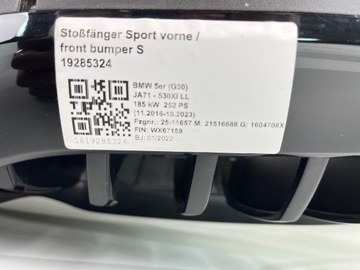 Stoßfänger Sport vorne /
front bumper S
19285324
BMW 5er (G30)
JA71 - 530Xi LL
185 kW 252 PS
(11.2016-10.2023)
Fzgnr.: 25-11657 M: 21516688 G: 1604708X
FIN: WX67159
BJ: 01/2022
1619285324